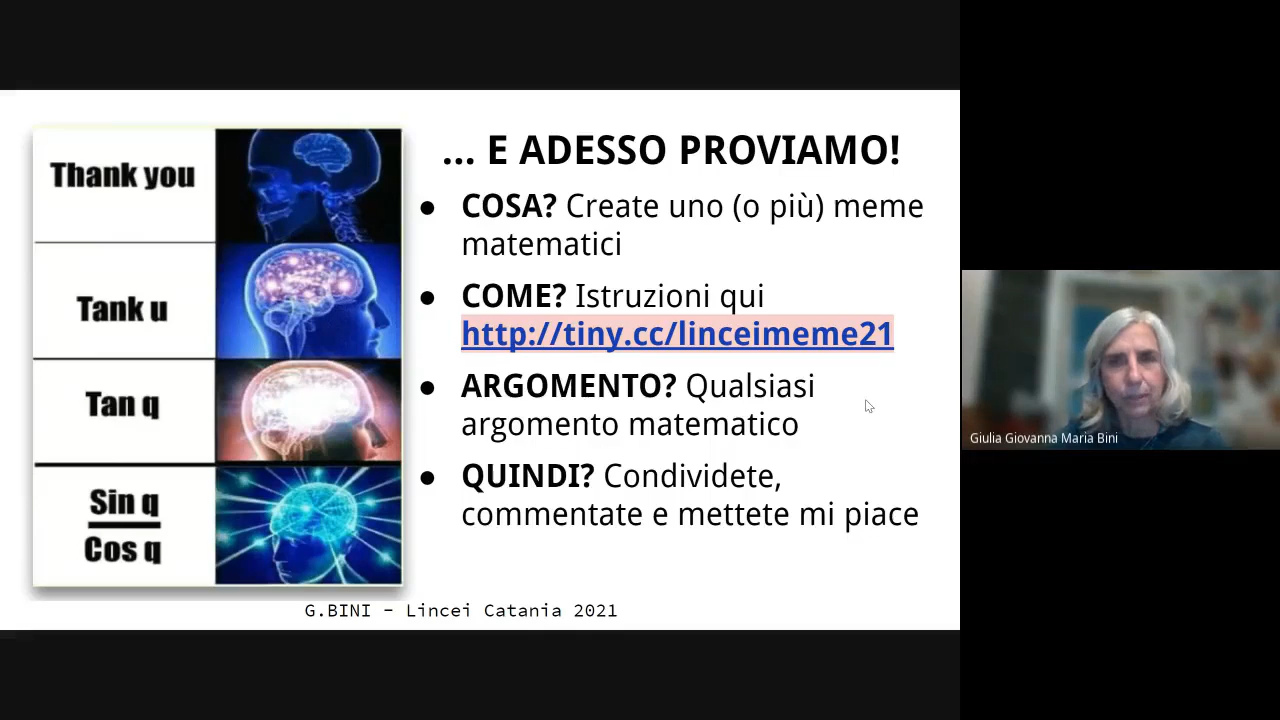 Thank you
Tank u
Tan q
Sin q
Cos q
... E ADESSO PROVIAMO!
● COSA? Create uno (o più) meme
matematici
● COME? Istruzioni qui
http://tiny.cc/linceimeme21
● ARGOMENTO? Qualsiasi
argomento matematico
● QUINDI? Condividete,
commentate e mettete mi piace
G.BINI - Lincei Catania 2021
Giulia Giovanna Maria Bini